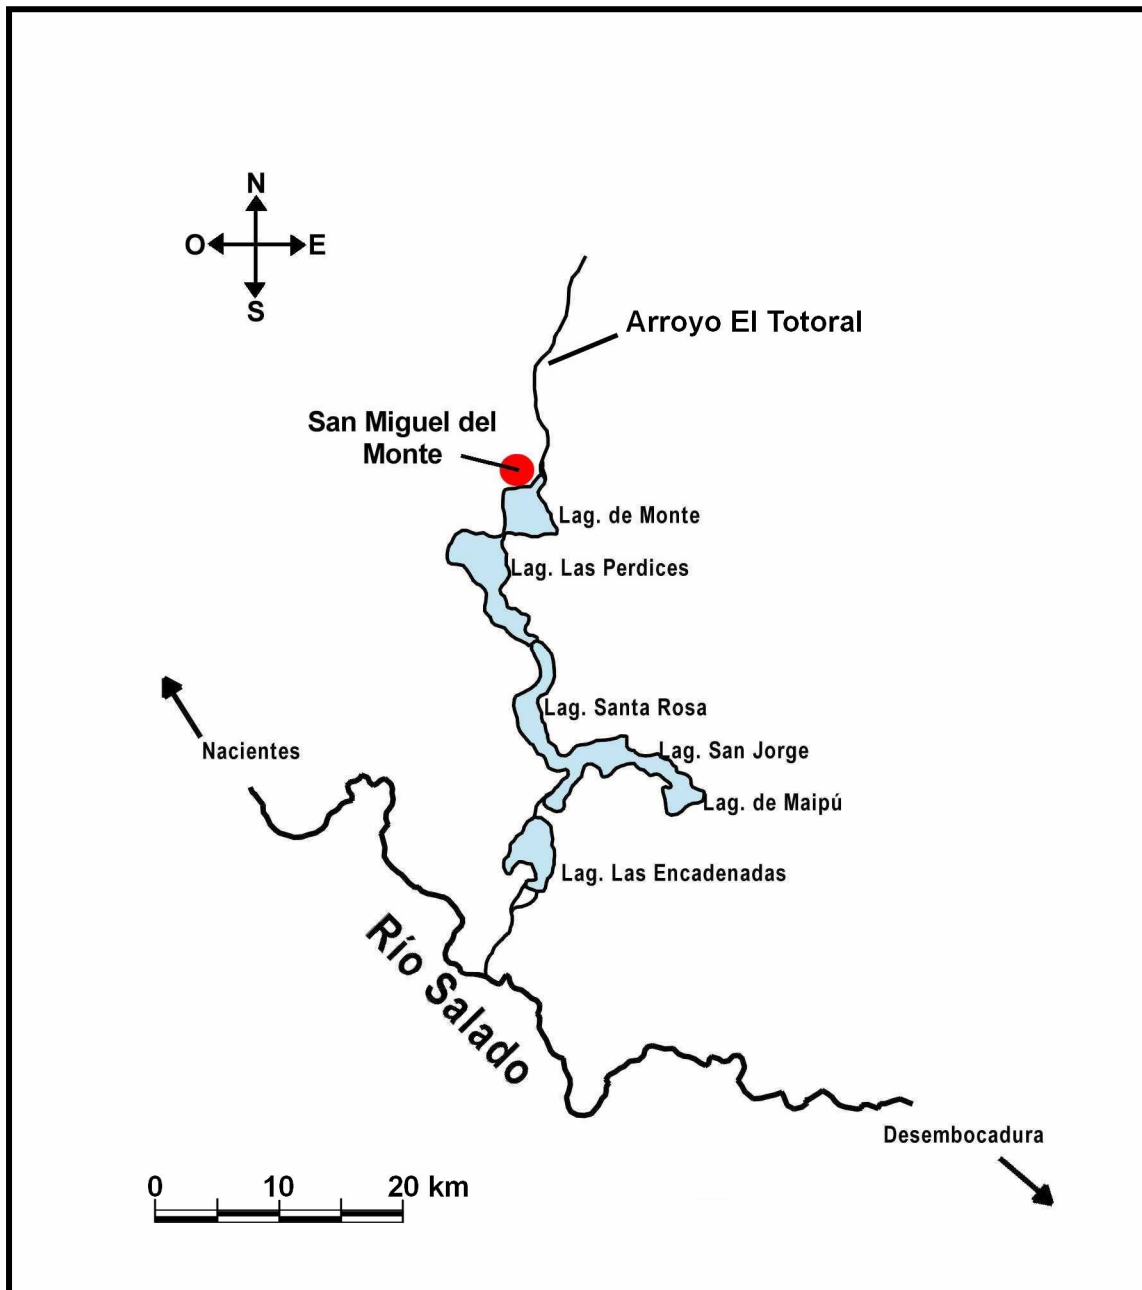 N
O E
S
Arroyo El Totoral
San Miguel del
Monte
Lag. de Monte
Lag. Las Perdices
Lag. Santa Rosa
Lag. San Jorge
Nacientes
Lag. de Maipú
Lag. Las Encadenadas
Río Salado
Desembocadura
0 10 20 km